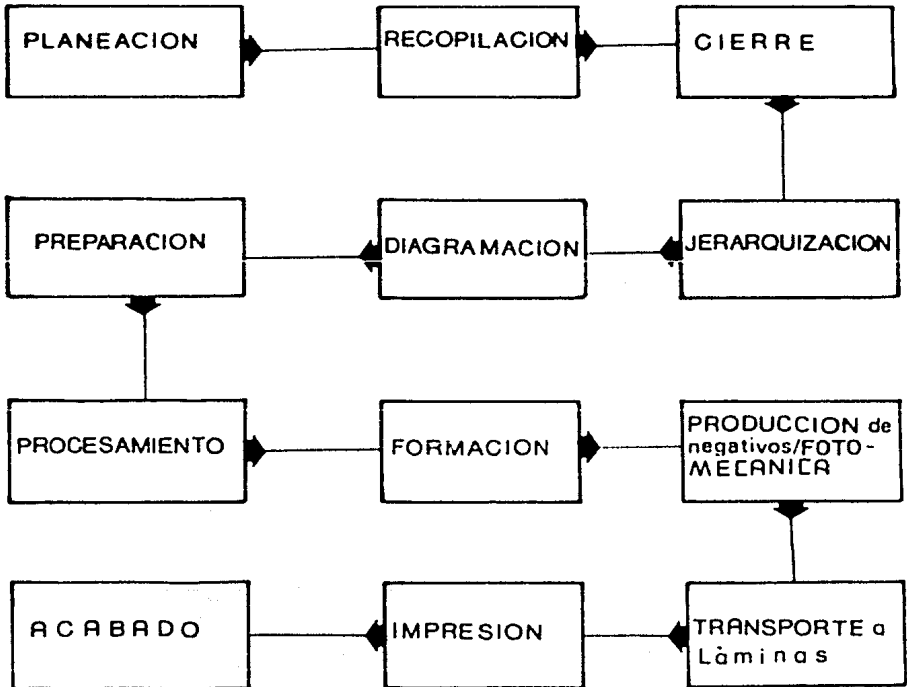 PLANEACION
RECOPILACION
CIERRE
PREPARACION
DIAGRAMACION
JERARQUIZACION
PROCESAMIENTO
FORMACION
PRODUCCION de
negativos/FOTO-
MECANICA
ACABADO
IMPRESION
TRANSPORTE a
Làminas